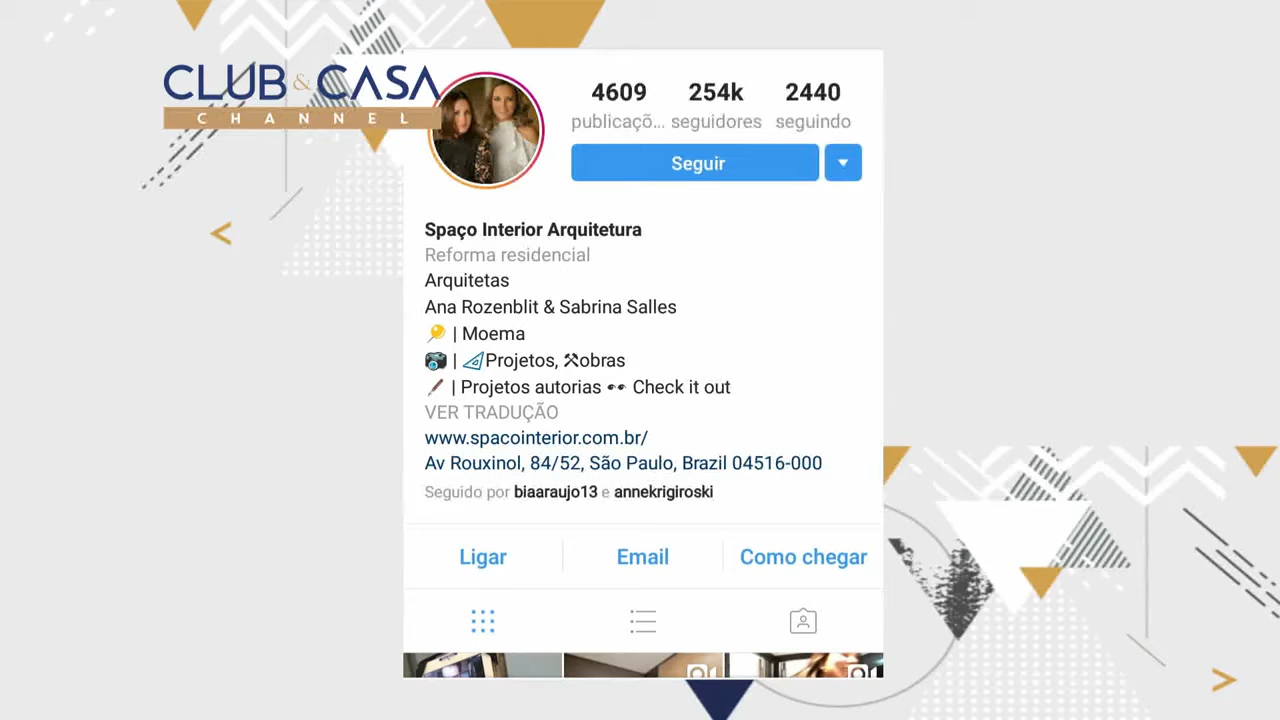 CLUB & CASA
CHANNEL
4609 254k 2440
publicaçõ... seguidores seguindo
Seguir
Spaço Interior Arquitetura
Reforma residencial
Arquitetas
Ana Rozenblit & Sabrina Salles
| Moema
| 📐Projetos, ⚒obras
| Projetos autorias 👀 Check it out
VER TRADUÇÃO
www.spacointerior.com.br/
Av Rouxinol, 84/52, São Paulo, Brazil 04516-000
Seguido por biaaraujo13 e annekrigiroski
Ligar Email Como chegar